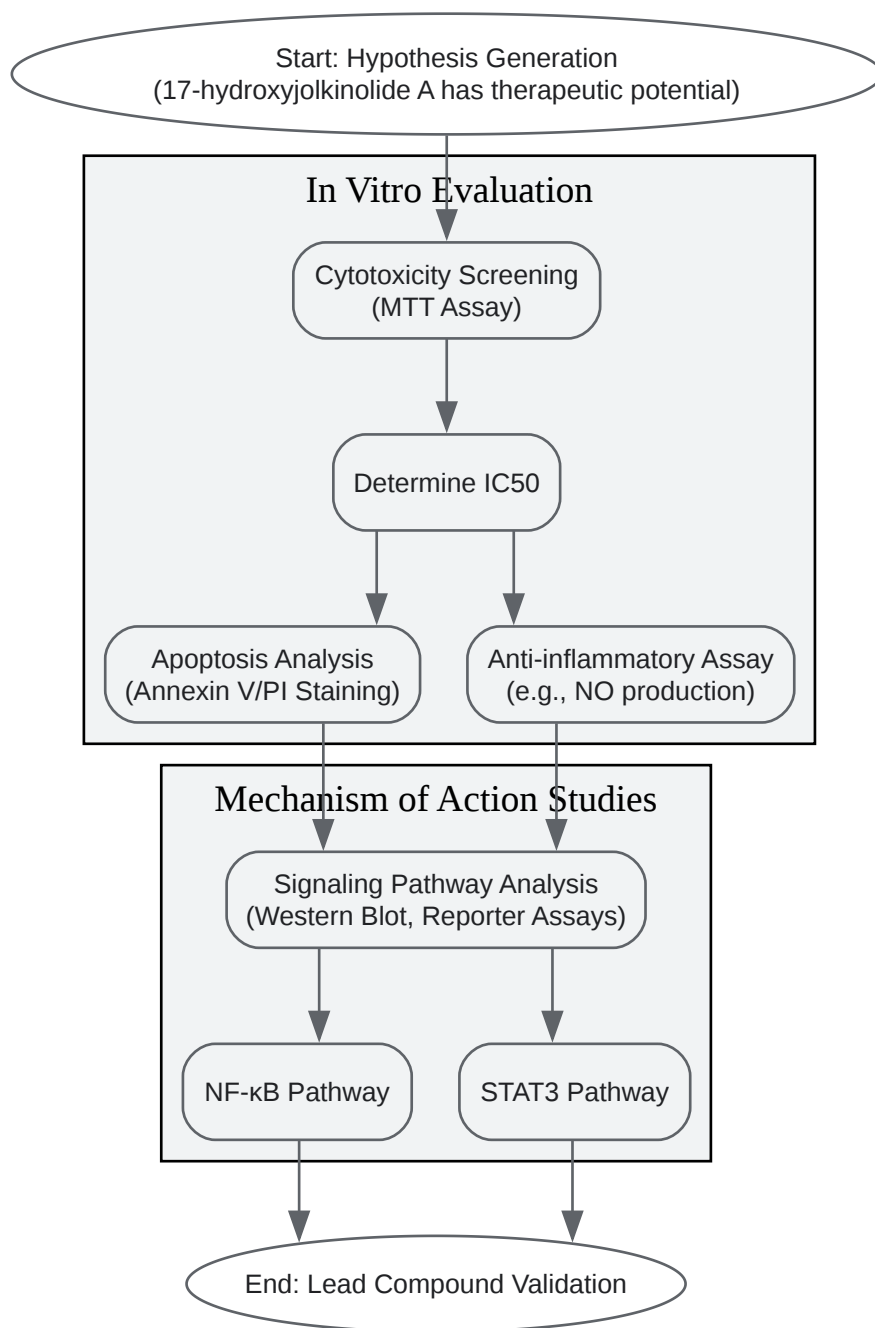 Start: Hypothesis Generation
(17-hydroxyjolkinolide A has therapeutic potential)
In Vitro Evaluation
Cytotoxicity Screening
(MTT Assay)
Determine IC50
Apoptosis Analysis
(Annexin V/PI Staining)
Anti-inflammatory Assay
(e.g., NO production)
Mechanism of Action Studies
Signaling Pathway Analysis
(Western Blot, Reporter Assays)
NF-κB Pathway
STAT3 Pathway
End: Lead Compound Validation